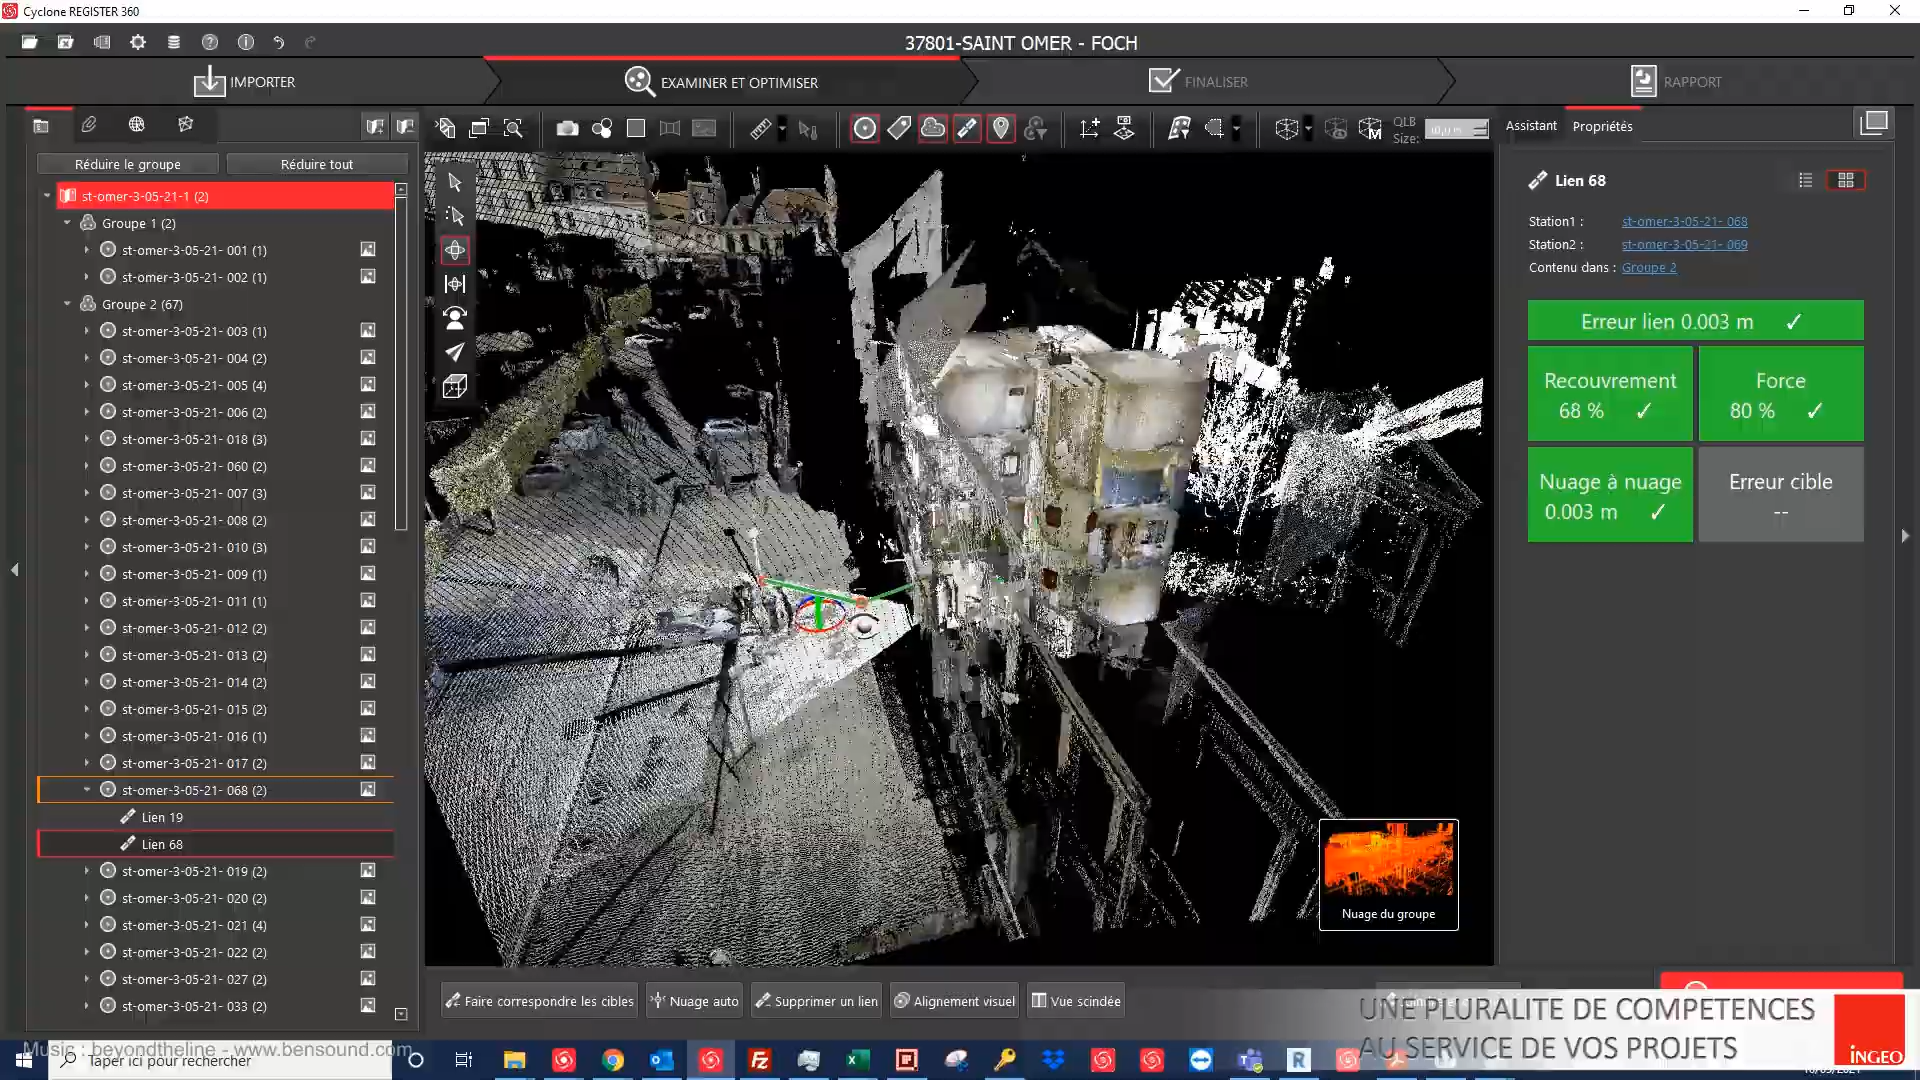 Cyclone REGISTER 360
37801-SAINT OMER - FOCH
IMPORTER
EXAMINER ET OPTIMISER
FINALISER
RAPPORT
QLB
Size:
Assistant
Propriétés
Réduire le groupe
Réduire tout
st-omer-3-05-21-1 (2)
Groupe 1 (2)
st-omer-3-05-21- 001 (1)
st-omer-3-05-21- 002 (1)
Groupe 2 (67)
st-omer-3-05-21- 003 (1)
st-omer-3-05-21- 004 (2)
st-omer-3-05-21- 005 (4)
st-omer-3-05-21- 006 (2)
st-omer-3-05-21- 018 (3)
st-omer-3-05-21- 060 (2)
st-omer-3-05-21- 007 (3)
st-omer-3-05-21- 008 (2)
st-omer-3-05-21- 010 (3)
st-omer-3-05-21- 009 (1)
st-omer-3-05-21- 011 (1)
st-omer-3-05-21- 012 (2)
st-omer-3-05-21- 013 (2)
st-omer-3-05-21- 014 (2)
st-omer-3-05-21- 015 (2)
st-omer-3-05-21- 016 (1)
st-omer-3-05-21- 017 (2)
st-omer-3-05-21- 068 (2)
Lien 19
Lien 68
st-omer-3-05-21- 019 (2)
st-omer-3-05-21- 020 (2)
st-omer-3-05-21- 021 (4)
st-omer-3-05-21- 022 (2)
st-omer-3-05-21- 027 (2)
st-omer-3-05-21- 033 (2)
Lien 68
Station1 : st-omer-3-05-21- 068
Station2 : st-omer-3-05-21- 069
Contenu dans : Groupe 2
Erreur lien 0.003 m
Recouvrement
68 %
Force
80 %
Nuage à nuage
0.003 m
Erreur cible
--
Nuage du groupe
Faire correspondre les cibles
Nuage auto
Supprimer un lien
Alignement visuel
Vue scindée
UNE PLURALITE DE COMPETENCES
AU SERVICE DE VOS PROJETS
INGEO
Music : beyondtheline - www.bensound.com
Taper ici pour rechercher